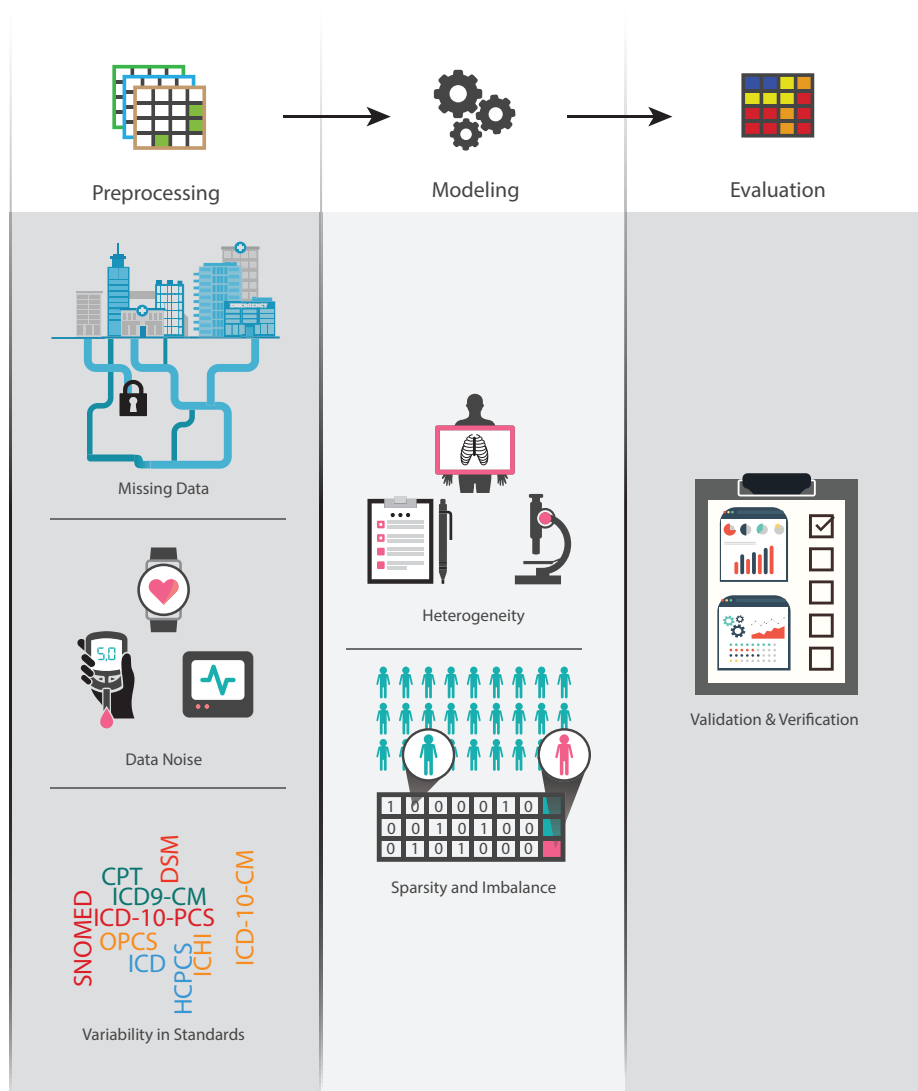 Preprocessing
Modeling
Evaluation
EMERGENCY
Missing Data
5,0
Data Noise
CPT
DSM
ICD9-CM
ICD-10-CM
SNOMED
ICD-10-PCS
OPCS
ICD
HCPCS
ICHI
Variability in Standards
Heterogeneity
1 0 0 0 0 1 0
0 0 1 0 1 0 0
0 1 0 1 0 0 0
Sparsity and Imbalance
Validation & Verification